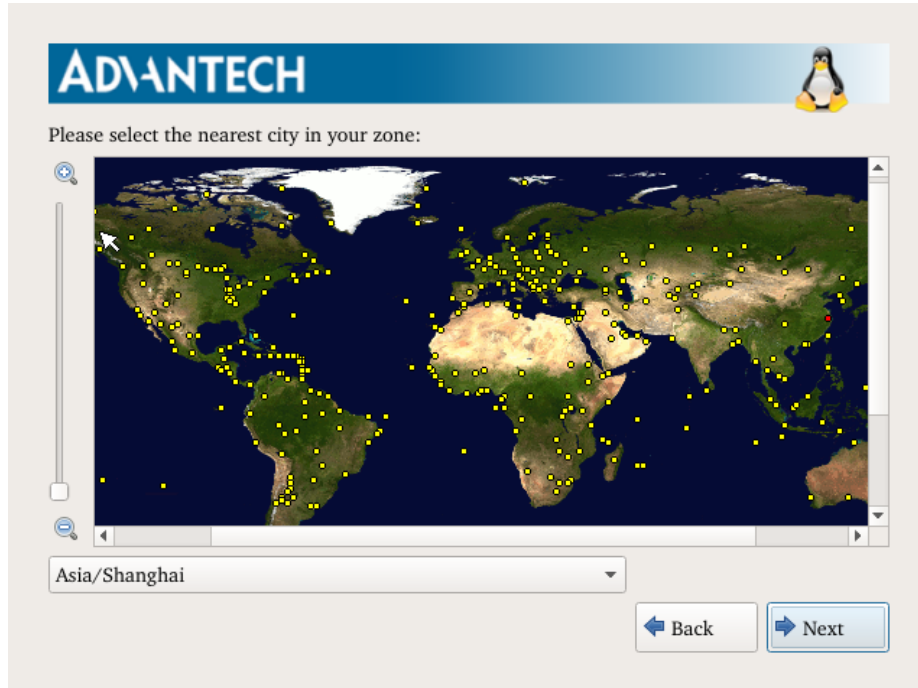 ADVANTECH
Please select the nearest city in your zone:
Asia/Shanghai
Back
Next